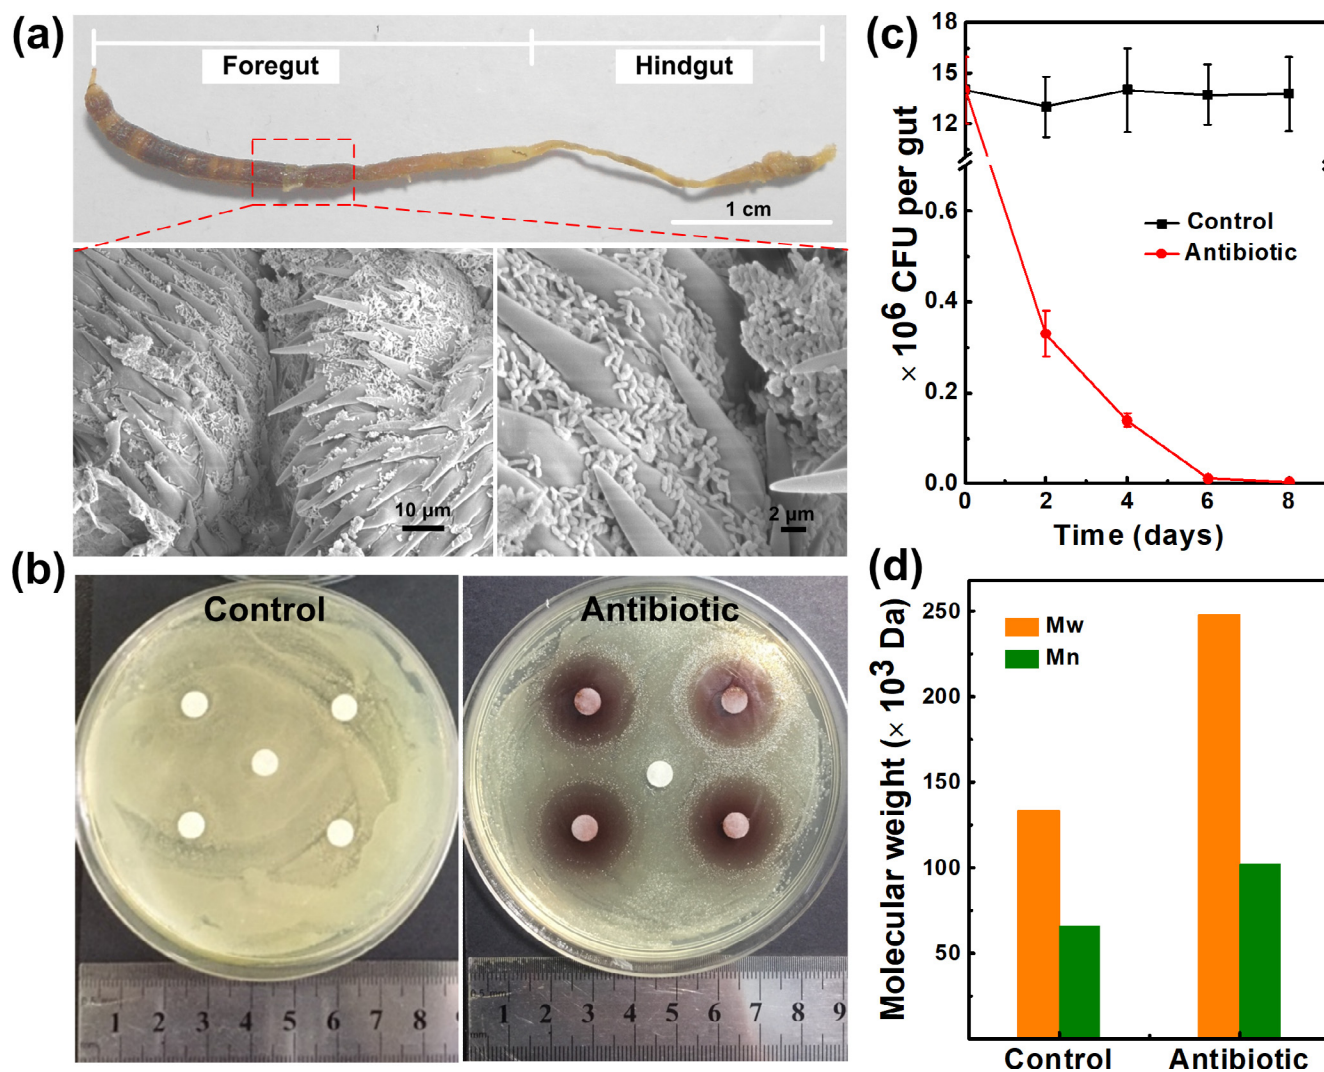 (a)
Foregut
Hindgut
1 cm
10 μm
2 μm
(b)
Control
Antibiotic
1 2 3 4 5 6 7 8
1 2 3 4 5 6 7 8 9
(c)
× 10⁶ CFU per gut
18
15
12
0.6
0.4
0.2
0.0
Control
Antibiotic
0 2 4 6 8
Time (days)
(d)
Molecular weight (× 10³ Da)
250
200
150
100
50
Mw
Mn
Control Antibiotic